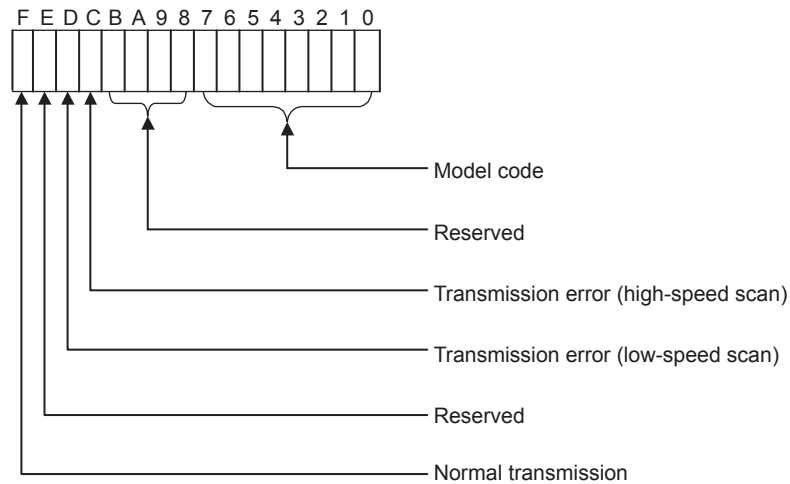 F E D C B A 9 8 7 6 5 4 3 2 1 0
Model code
Reserved
Transmission error (high-speed scan)
Transmission error (low-speed scan)
Reserved
Normal transmission